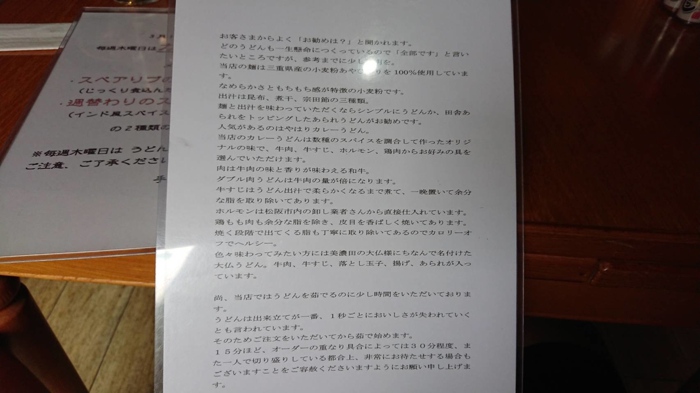 お客さまからよく「お勧めは？」と聞かれます。
どのうどんも一生懸命につくっているので「全部です」と言い
たいところですが、参考までに少し
当店の麺は三重県産の小麦粉あや を100%使用していま
す。
なめらかさともちもち感が特徴の小麦粉です。
出汁は昆布、煮干、宗田節の三種類。
麺と出汁を味わっていただくならシンプルにうどんか、田舎あ
られをトッピングしたあられうどんがお勧めです。
人気があるのはやはりカレーうどん。
当店のカレーうどんは数種のスパイスを調合して作ったオリジ
ナルの味で、牛肉、牛すじ、ホルモン、鶏肉からお好みの具を
選んでいただけます。
肉は牛肉の味と香りが味わえる和牛。
ダブル肉うどんは牛肉の量が倍になります。
牛すじはうどん出汁で柔らかくなるまで煮て、一晩置いて余分
な脂を取り除いてあります。
ホルモンは松阪市内の卸し業者さんから直接仕入れています。
鶏もも肉も余分な脂を除き、皮目を香ばしく焼いてあります。
焼く段階で出てくる脂も丁寧に取り除いてあるのでカロリーオ
フでヘルシー。
色々味わってみたい方には美濃田の大仏様にちなんで名付けた
大仏うどん。牛肉、牛すじ、落とし玉子、揚げ、あられが入っ
ています。
尚、当店ではうどんを茹でるのに少し時間をいただいておりま
す。
うどんは出来立てが一番、１秒ごとにおいしさが失われていく
とも言われています。
そのためご注文をいただいてから茹で始めます。
１５分ほど、オーダーの重なり具合によっては３０分程度、ま
た一人で切り盛りしている都合上、非常にお待たせする場合も
ございますことをご容赦くださいますようにお願い申し上げま
す。
毎週木曜日は
・スペアリブの
(じっくり煮込ん
・週替わりのス
(インド風スパイス
の２種類の
※毎週木曜日は うどん
ご注意、ご了承ください